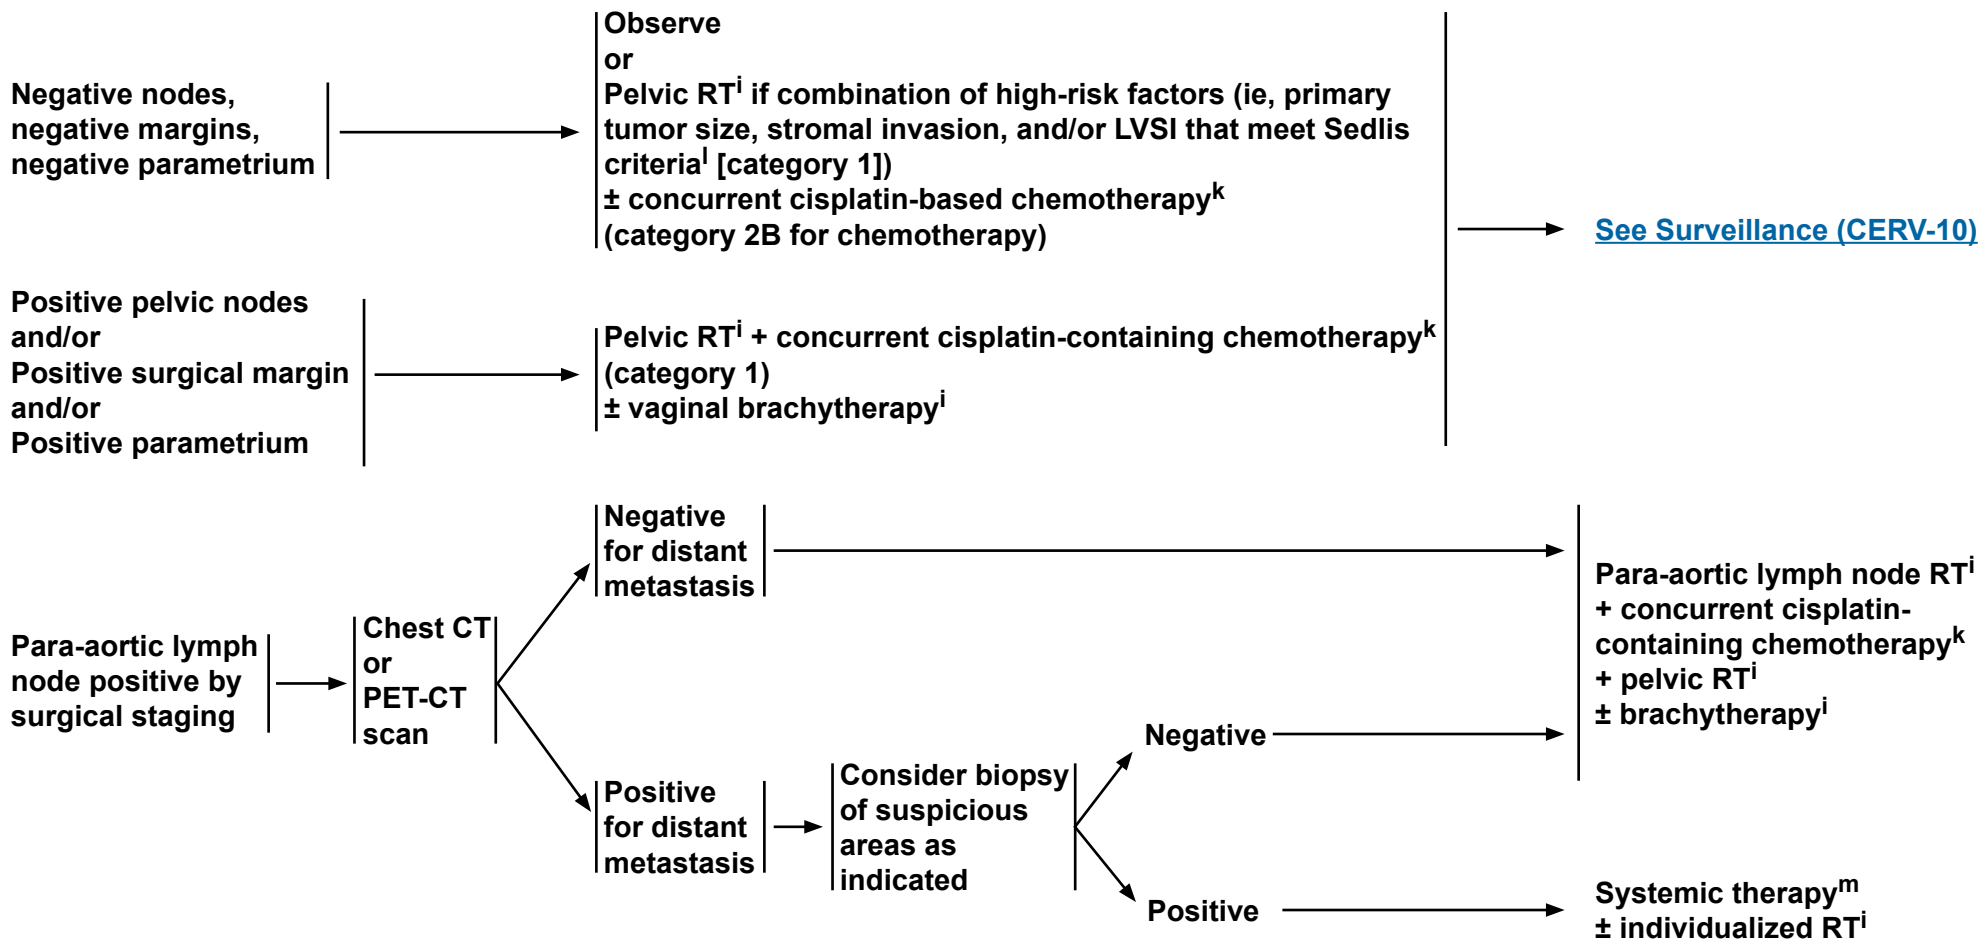 Negative nodes,
negative margins,
negative parametrium
Observe
or
Pelvic RTi if combination of high-risk factors (ie, primary
tumor size, stromal invasion, and/or LVSI that meet Sedlis
criterial [category 1])
± concurrent cisplatin-based chemotherapyk
(category 2B for chemotherapy)
See Surveillance (CERV-10)
Positive pelvic nodes
and/or
Positive surgical margin
and/or
Positive parametrium
Pelvic RTi + concurrent cisplatin-containing chemotherapyk
(category 1)
± vaginal brachytherapyi
Para-aortic lymph
node positive by
surgical staging
Chest CT
or
PET-CT
scan
Negative
for distant
metastasis
Positive
for distant
metastasis
Consider biopsy
of suspicious
areas as
indicated
Negative
Positive
Para-aortic lymph node RTi
+ concurrent cisplatin-
containing chemotherapyk
+ pelvic RTi
± brachytherapyi
Systemic therapym
± individualized RTi